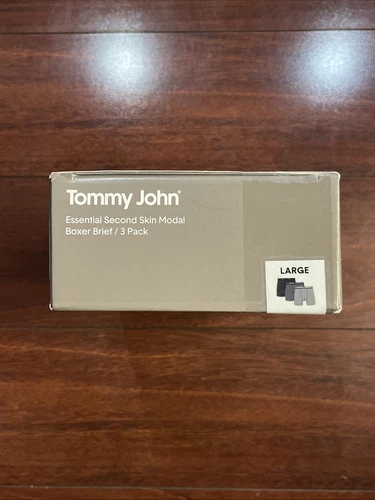 Tommy John®
Essential Second Skin Modal
Boxer Brief / 3 Pack
LARGE